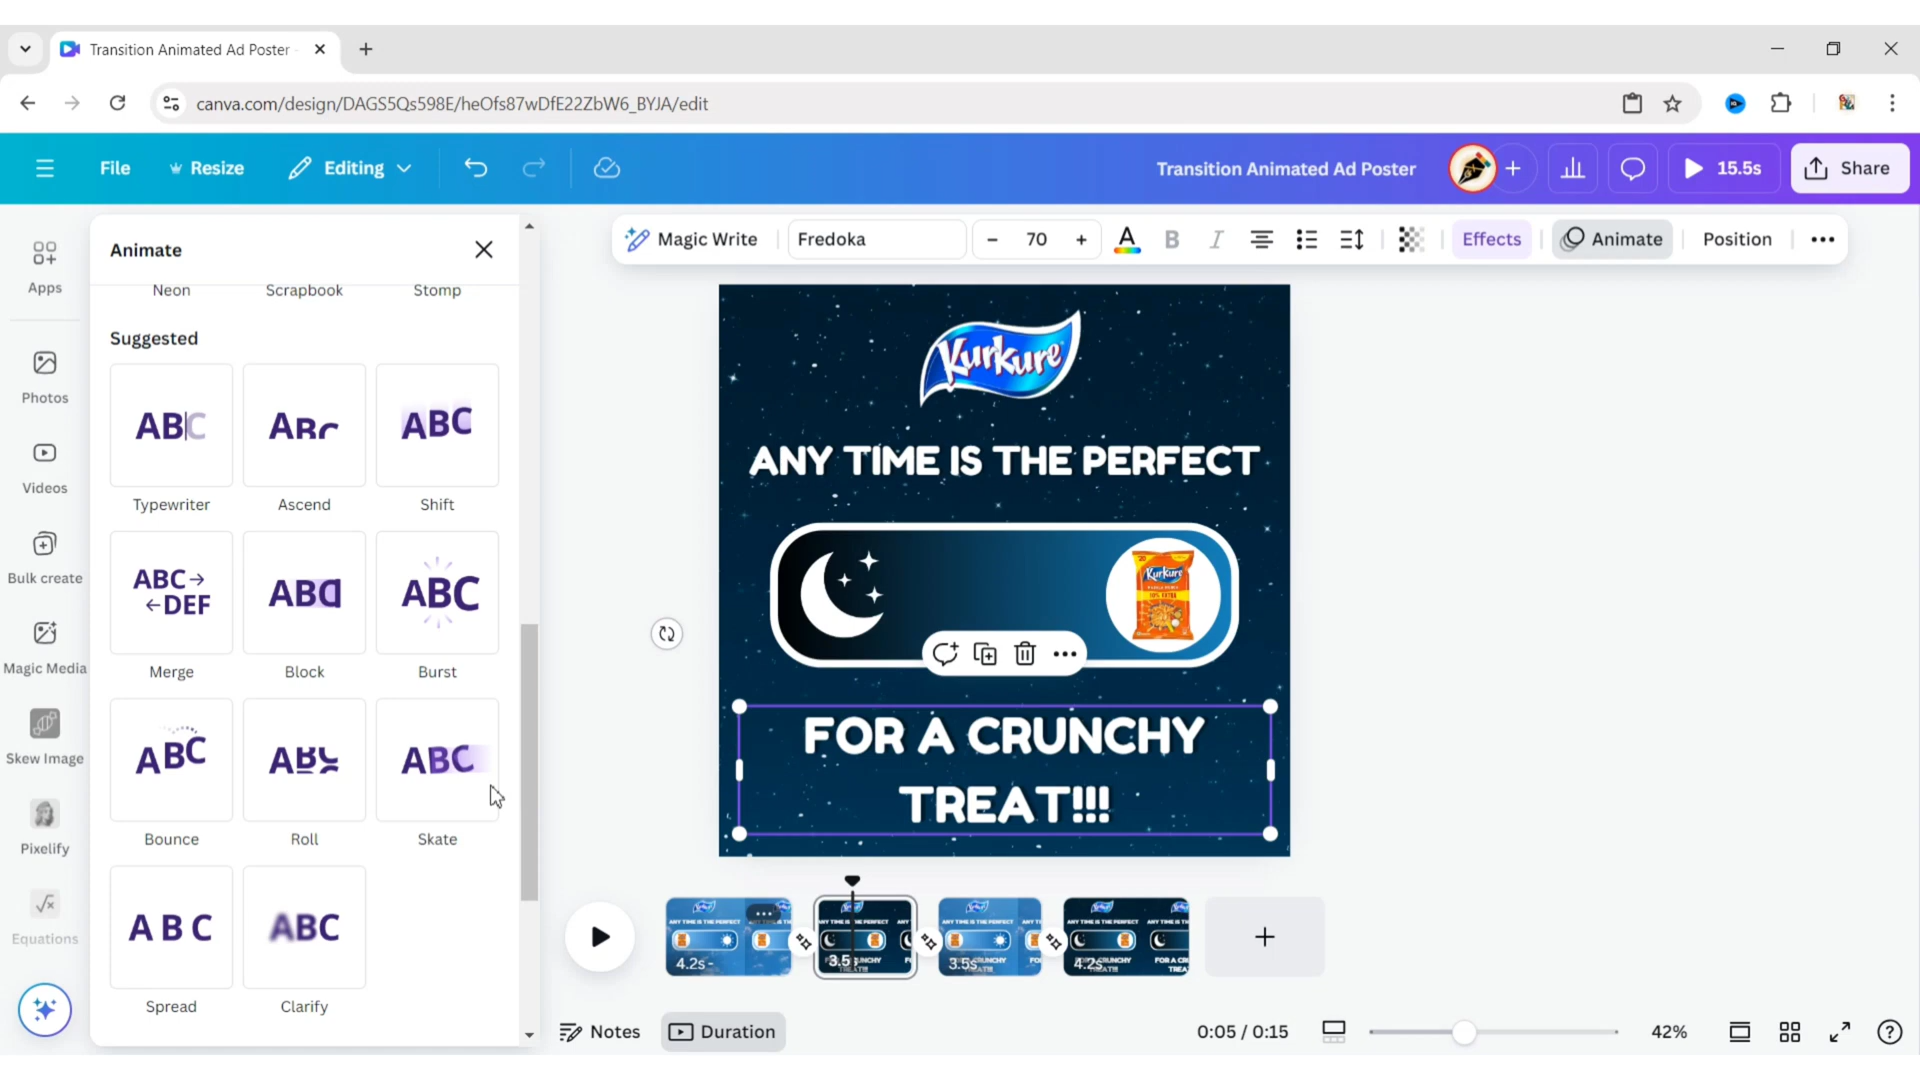 Transition Animated Ad Poster -
canva.com/design/DAGS5Qs598E/heOfs87wDfE22ZbW6_BYJA/edit
File
Resize
Editing
Transition Animated Ad Poster
15.5s
Share
Apps
Photos
Videos
Bulk create
Magic Media
Skew Image
Pixelify
Equations
Animate
Neon
Scrapbook
Stomp
Suggested
ABC
Typewriter
ABC
Ascend
ABC
Shift
ABC→
←DEF
Merge
Block
ABC
Burst
ABC
Bounce
Roll
ABC
Skate
A B C
Spread
ABC
Clarify
Magic Write
Fredoka
– 70 +
A
B
I
Effects
Animate
Position
Kurkure
ANY TIME IS THE PERFECT
Kurkure
FOR A CRUNCHY
TREAT!!!
4.2s
3.5s
3.5s
4.2s
Notes
Duration
0:05 / 0:15
42%